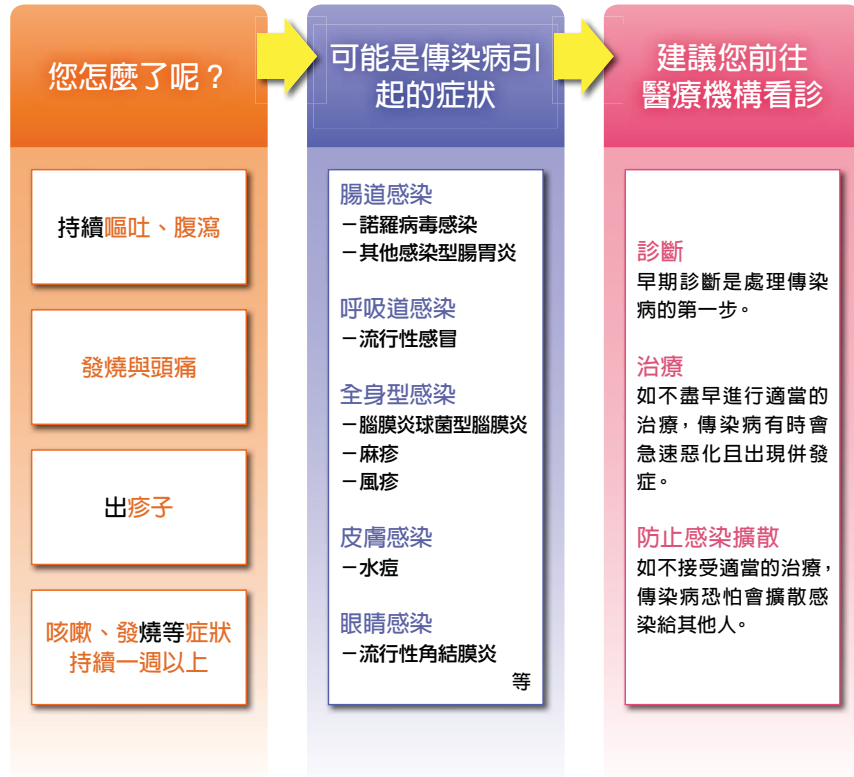 您怎麼了呢？
持續嘔吐、腹瀉
發燒與頭痛
出疹子
咳嗽、發燒等症狀
持續一週以上
可能是傳染病引
起的症狀
腸道感染
－諾羅病毒感染
－其他感染型腸胃炎
呼吸道感染
－流行性感冒
全身型感染
－腦膜炎球菌型腦膜炎
－麻疹
－風疹
皮膚感染
－水痘
眼睛感染
－流行性角結膜炎
等
建議您前往
醫療機構看診
診斷
早期診斷是處理傳染
病的第一步。
治療
如不盡早進行適當的
治療，傳染病有時會
急速惡化且出現併發
症。
防止感染擴散
如不接受適當的治療，
傳染病恐怕會擴散感
染給其他人。